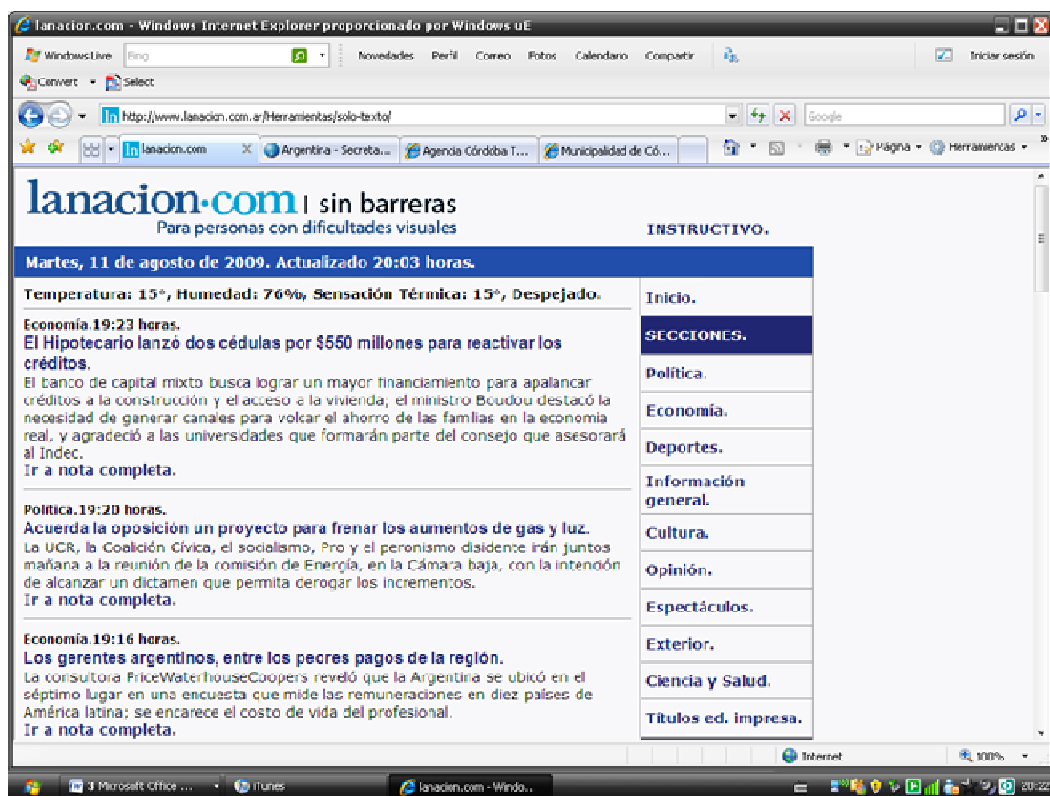 lanacion.com - Windows Internet Explorer proporcionado por Windows uE
Windows Live Bing Novedades Perfil Correo Fotos Calendario Compartir Iniciar sesión
Convert Select
http://www.lanacion.com.ar/Herramientas/solo-texto/ Google
lanacion.com Argentina - Secreta... Agencia Córdoba T... Municipalidad de Có... Página Herramientas
lanacion.com | sin barreras
Para personas con dificultades visuales
INSTRUCTIVO.
Martes, 11 de agosto de 2009. Actualizado 20:03 horas.
Temperatura: 15°, Humedad: 76%, Sensación Térmica: 15°, Despejado.
Economía.19:23 horas.
El Hipotecario lanzó dos cédulas por $550 millones para reactivar los
créditos.
El banco de capital mixto busca lograr un mayor financiamiento para apalancar
créditos a la construcción y el acceso a la vivienda; el ministro Boudou destacó la
necesidad de generar canales para volcar el ahorro de las familias en la economía
real, y agradeció a las universidades que formarán parte del consejo que asesorará
al Indec.
Ir a nota completa.
Política.19:20 horas.
Acuerda la oposición un proyecto para frenar los aumentos de gas y luz.
La UCR, la Coalición Cívica, el socialismo, Pro y el peronismo disidente irán juntos
mañana a la reunión de la comisión de Energía, en la Cámara baja, con la intención
de alcanzar un dictamen que permita derogar los incrementos.
Ir a nota completa.
Economía.19:16 horas.
Los gerentes argentinos, entre los peores pagos de la región.
La consultora PriceWaterhouseCoopers reveló que la Argentina se ubicó en el
séptimo lugar en una encuesta que mide las remuneraciones en diez países de
América latina; se encarece el costo de vida del profesional.
Ir a nota completa.
Inicio.
SECCIONES.
Política.
Economía.
Deportes.
Información
general.
Cultura.
Opinión.
Espectáculos.
Exterior.
Ciencia y Salud.
Títulos ed. impresa.
Internet 100%
3 Microsoft Office ... iTunes lanacion.com - Windo... 20:22